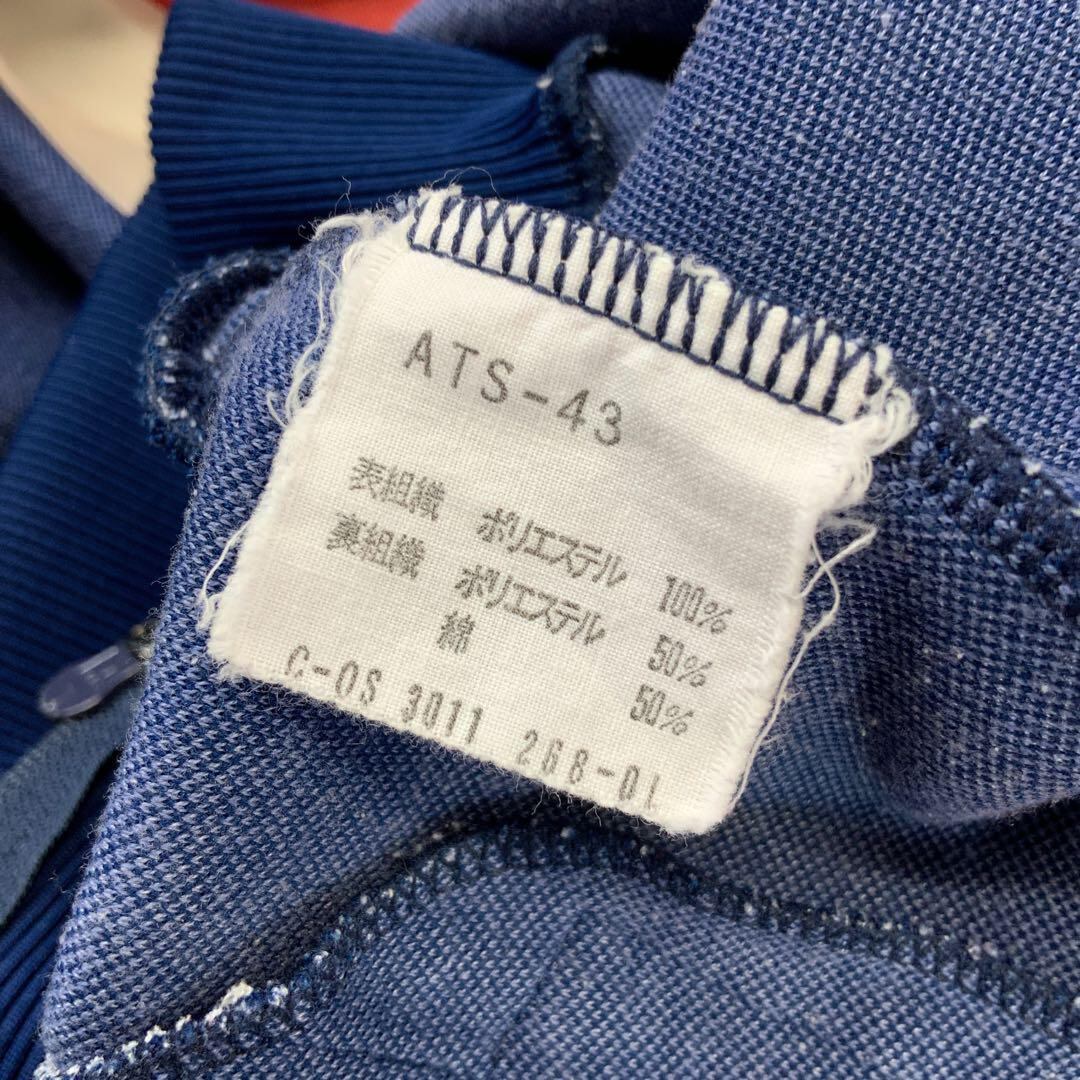 ATS-43
表組織 ポリエステル 100%
裏組織 ポリエステル 50%
綿 50%
C-OS 3011 268-OL